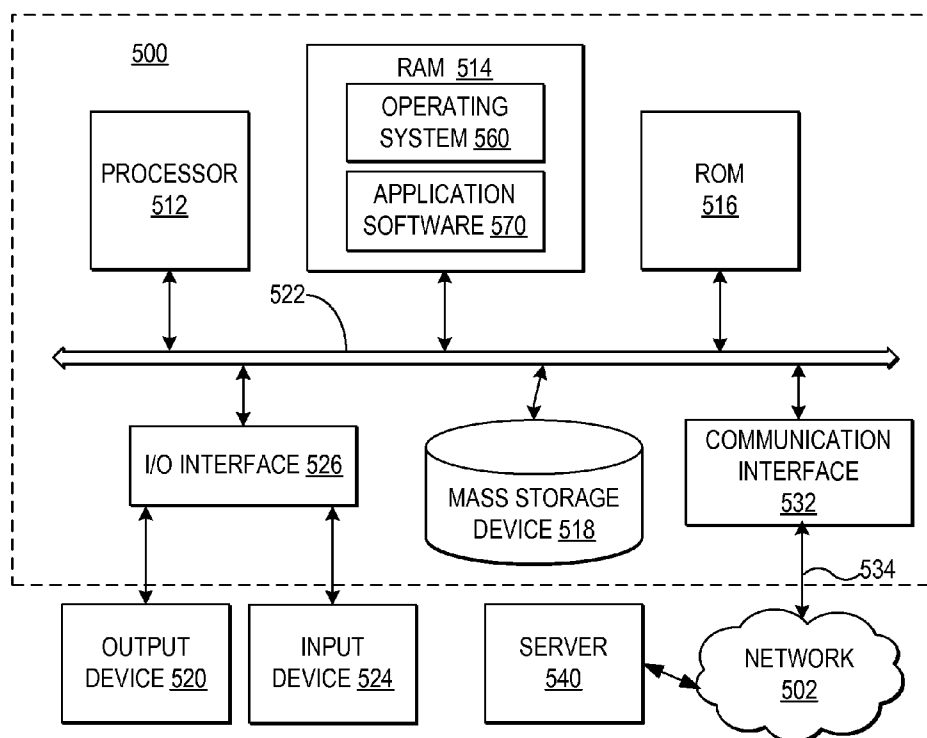 500
RAM 514
OPERATING
SYSTEM 560
APPLICATION
SOFTWARE 570
PROCESSOR
512
ROM
516
522
I/O INTERFACE 526
MASS STORAGE
DEVICE 518
COMMUNICATION
INTERFACE
532
534
OUTPUT
DEVICE 520
INPUT
DEVICE 524
SERVER
540
NETWORK
502